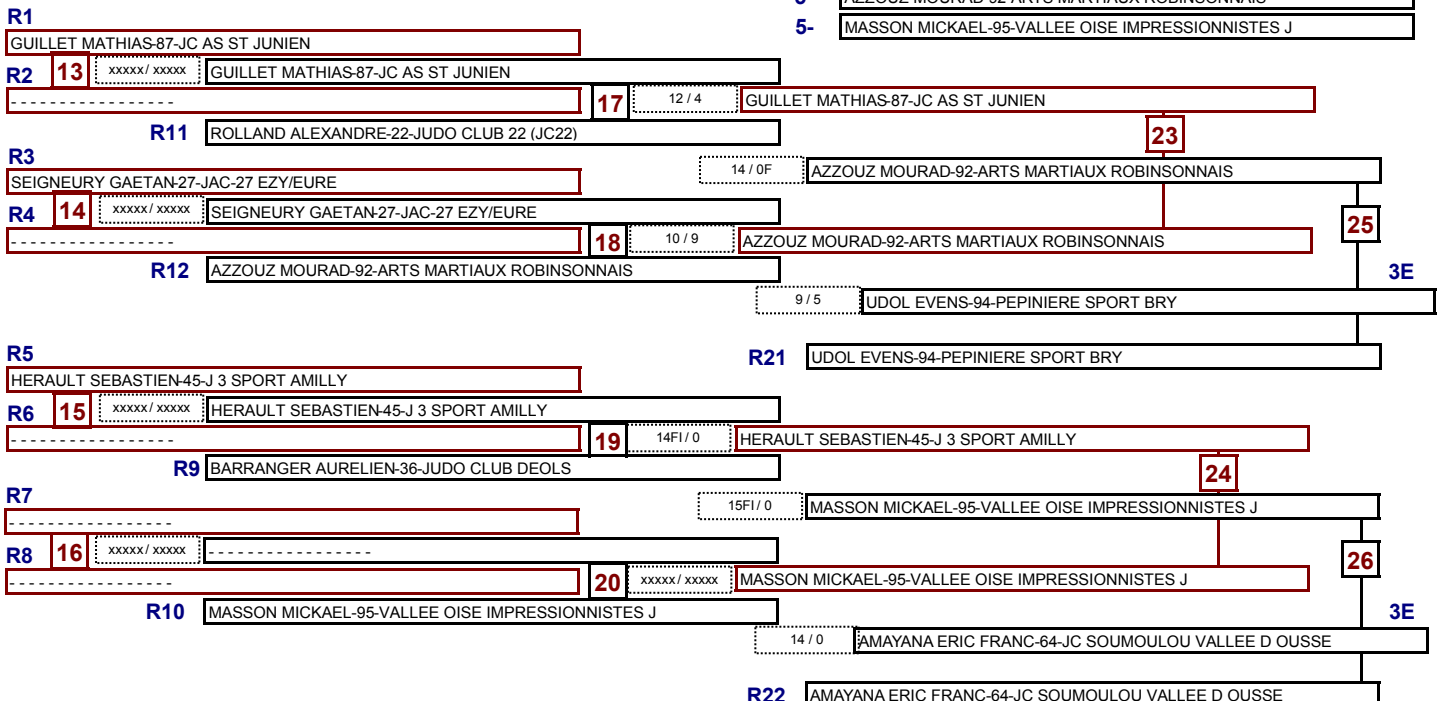 AZZOUZ MOURAD-92-ARTS MARTIAUX ROBINSONNAIS
R1
5- MASSON MICKAEL-95-VALLEE OISE IMPRESSIONNISTES J
GUILLET MATHIAS-87-JC AS ST JUNIEN
R2 13 xxxxx / xxxxx GUILLET MATHIAS-87-JC AS ST JUNIEN
- - - - - - - - - - - - - - - - - 17 12 / 4 GUILLET MATHIAS-87-JC AS ST JUNIEN
R11 ROLLAND ALEXANDRE-22-JUDO CLUB 22 (JC22) 23
R3
14 / 0F AZZOUZ MOURAD-92-ARTS MARTIAUX ROBINSONNAIS
SEIGNEURY GAETAN-27-JAC-27 EZY/EURE
R4 14 xxxxx / xxxxx SEIGNEURY GAETAN-27-JAC-27 EZY/EURE 25
- - - - - - - - - - - - - - - - - 18 10 / 9 AZZOUZ MOURAD-92-ARTS MARTIAUX ROBINSONNAIS
R12 AZZOUZ MOURAD-92-ARTS MARTIAUX ROBINSONNAIS 3E
9 / 5 UDOL EVENS-94-PEPINIERE SPORT BRY
R5
R21 UDOL EVENS-94-PEPINIERE SPORT BRY
HERAULT SEBASTIEN-45-J 3 SPORT AMILLY
R6 15 xxxxx / xxxxx HERAULT SEBASTIEN-45-J 3 SPORT AMILLY
- - - - - - - - - - - - - - - - - 19 14FI / 0 HERAULT SEBASTIEN-45-J 3 SPORT AMILLY
R9 BARRANGER AURELIEN-36-JUDO CLUB DEOLS 24
R7
15FI / 0 MASSON MICKAEL-95-VALLEE OISE IMPRESSIONNISTES J
- - - - - - - - - - - - - - - - -
R8 16 xxxxx / xxxxx - - - - - - - - - - - - - - - - - 26
- - - - - - - - - - - - - - - - - 20 xxxxx / xxxxx MASSON MICKAEL-95-VALLEE OISE IMPRESSIONNISTES J
R10 MASSON MICKAEL-95-VALLEE OISE IMPRESSIONNISTES J 3E
14 / 0 AMAYANA ERIC FRANC-64-JC SOUMOULOU VALLEE D OUSSE
R22 AMAYANA ERIC FRANC-64-JC SOUMOULOU VALLEE D OUSSE